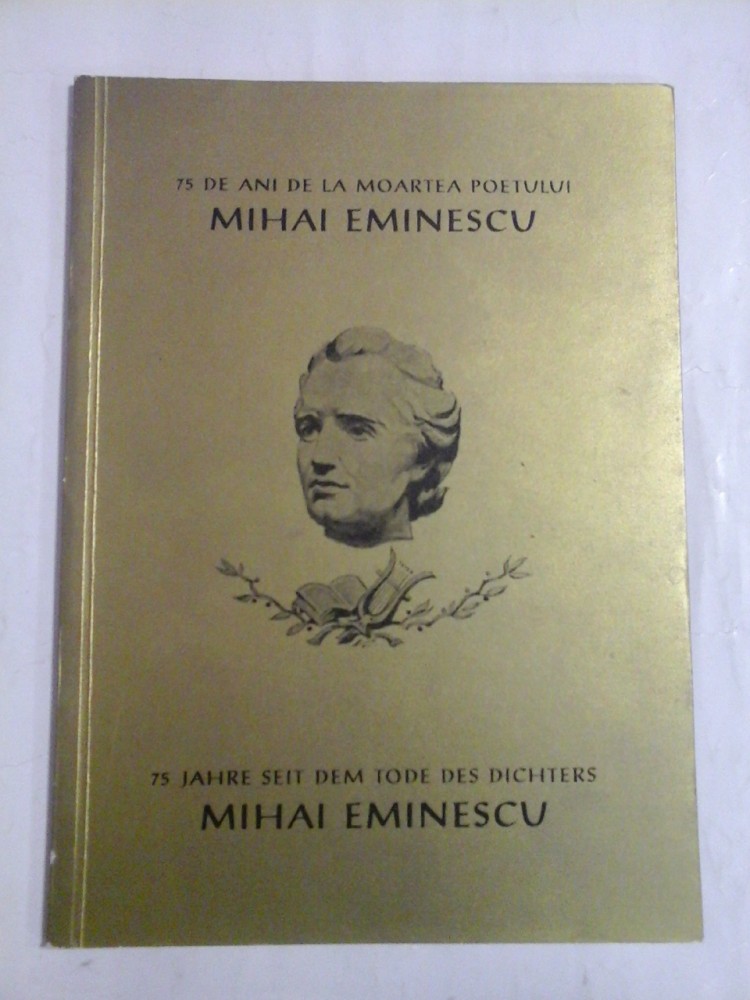 75 DE ANI DE LA MOARTEA POETULUI
MIHAI EMINESCU
75 JAHRE SEIT DEM TODE DES DICHTERS
MIHAI EMINESCU